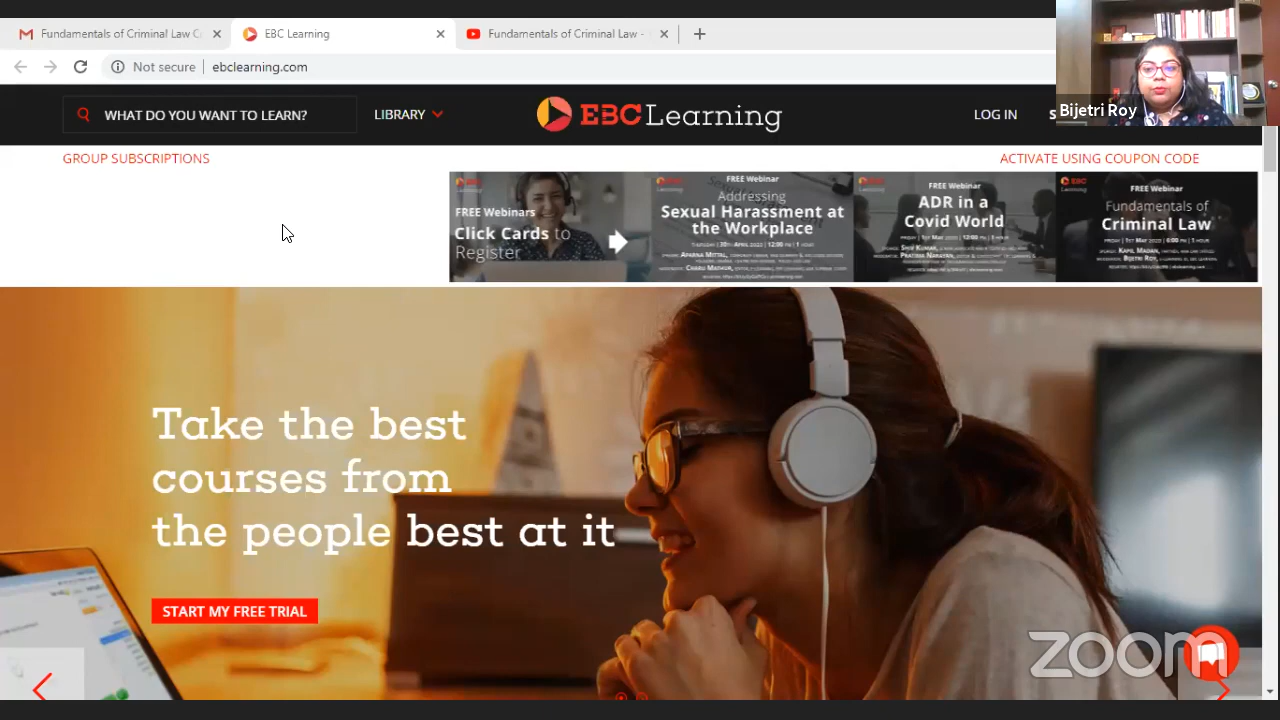 Fundamentals of Criminal Law C
EBC Learning
Fundamentals of Criminal Law -
Not secure
ebclearning.com
Bijetri Roy
WHAT DO YOU WANT TO LEARN?
LIBRARY
EBC Learning
LOG IN
S
GROUP SUBSCRIPTIONS
ACTIVATE USING COUPON CODE
FREE Webinars
Click Cards to
Register
FREE Webinar
Addressing
Sexual Harassment at
the Workplace
FREE Webinar
ADR in a
Covid World
FREE Webinar
Fundamentals of
Criminal Law
Take the best
courses from
the people best at it
START MY FREE TRIAL
zoom